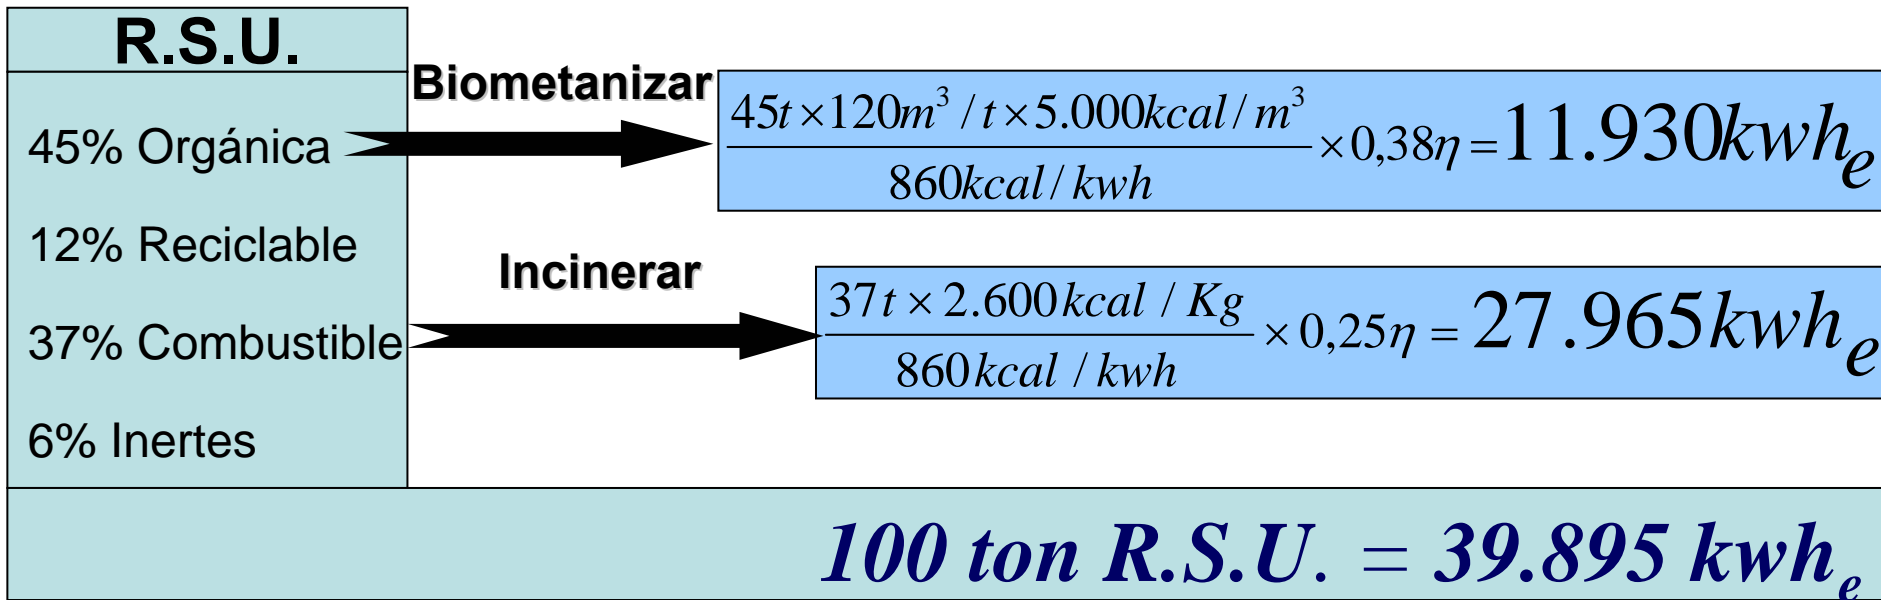 R.S.U.
45% Orgánica
12% Reciclable
37% Combustible
6% Inertes
Biometanizar
45t × 120m³ / t × 5.000kcal / m³
860kcal / kwh
× 0,38η = 11.930kwhₑ
Incinerar
37t × 2.600kcal / Kg
860kcal / kwh
× 0,25η = 27.965kwhₑ
100 ton R.S.U. = 39.895 kwhₑ